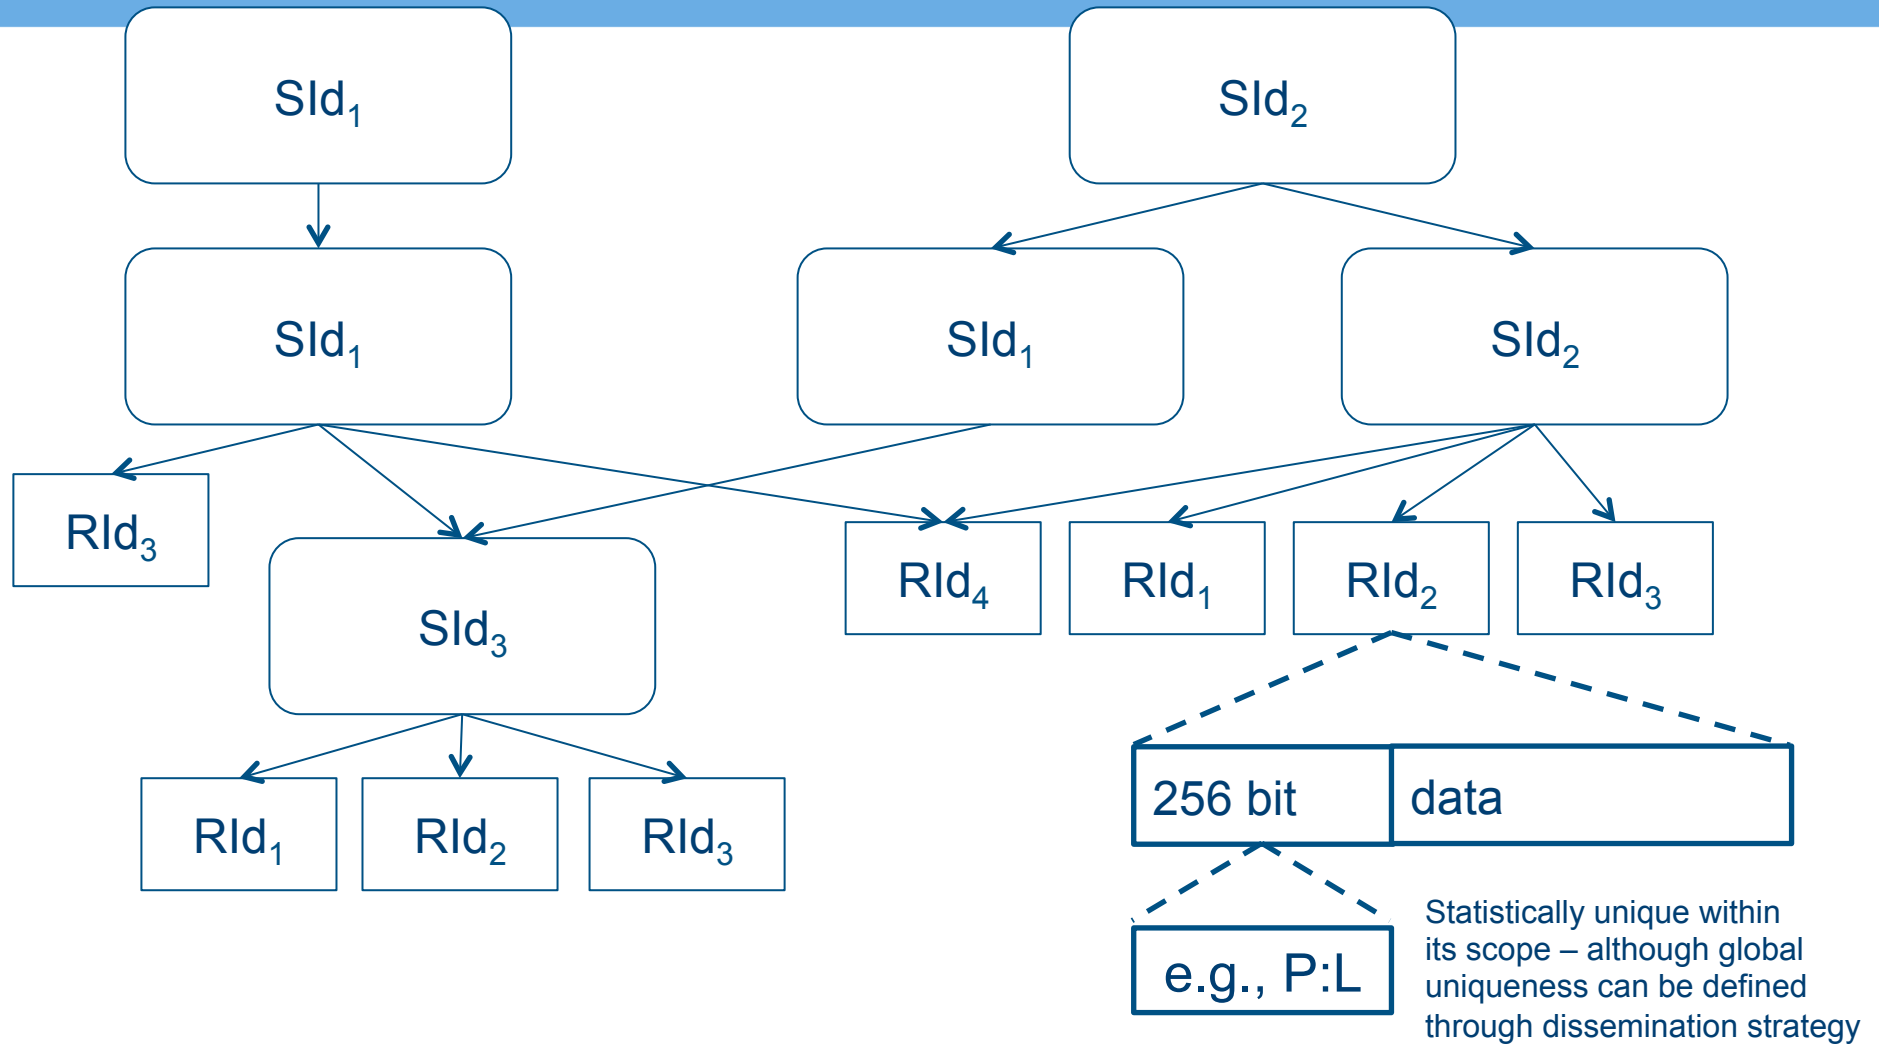 SId₁
SId₂
SId₁
SId₁
SId₂
RId₃
SId₃
RId₄
RId₁
RId₂
RId₃
RId₁
RId₂
RId₃
256 bit
data
e.g., P:L
Statistically unique within
its scope – although global
uniqueness can be defined
through dissemination strategy